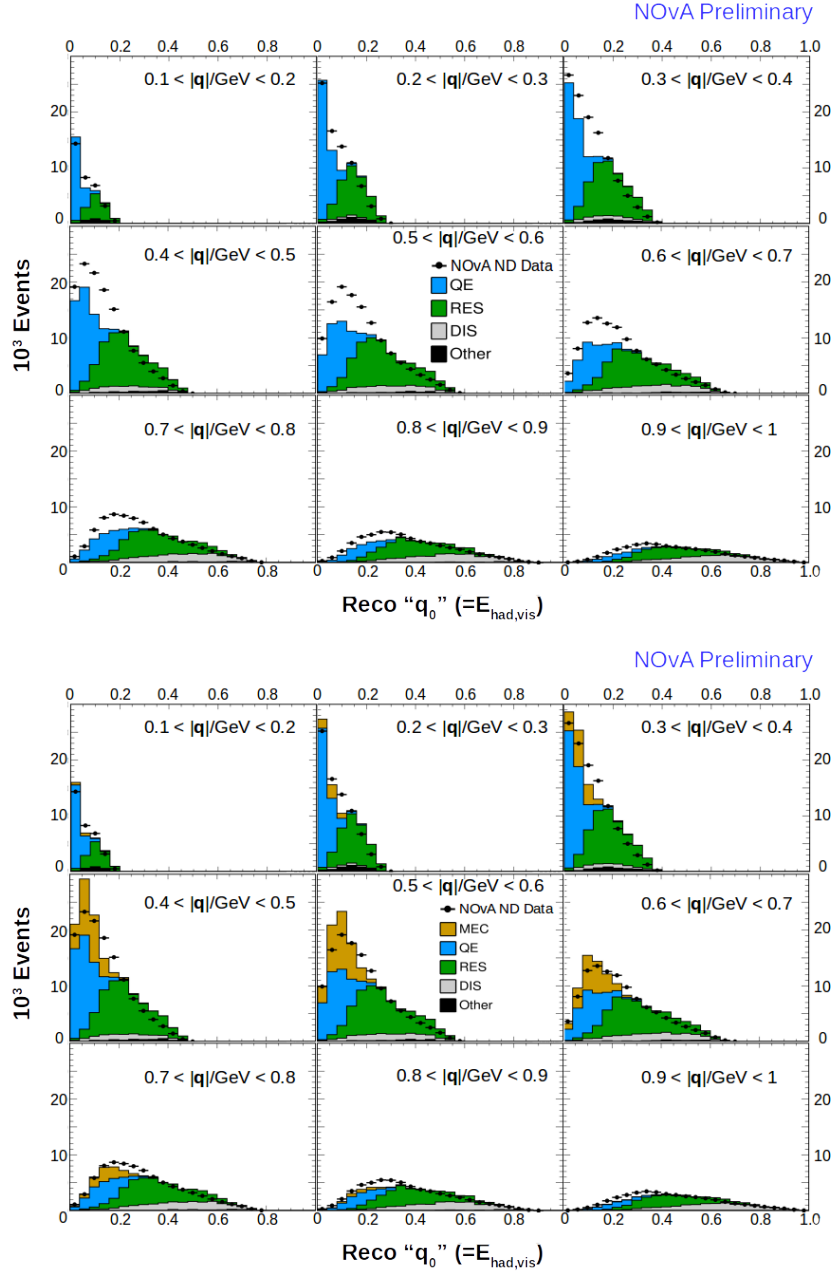 NOvA Preliminary
0 0.2 0.4 0.6 0.8 0 0.2 0.4 0.6 0.8 0 0.2 0.4 0.6 0.8 1.0
0.1 < |q|/GeV < 0.2 0.2 < |q|/GeV < 0.3 0.3 < |q|/GeV < 0.4
20 20
10 10
0 0
0.4 < |q|/GeV < 0.5 0.5 < |q|/GeV < 0.6 0.6 < |q|/GeV < 0.7
NOvA ND Data
QE
RES
DIS
Other
20 20
10 10
0 0
10³ Events
0.7 < |q|/GeV < 0.8 0.8 < |q|/GeV < 0.9 0.9 < |q|/GeV < 1
20 20
10 10
0 0
0 0.2 0.4 0.6 0.8 0 0.2 0.4 0.6 0.8 0 0.2 0.4 0.6 0.8 1.0
Reco “q₀” (=E_had,vis)
NOvA Preliminary
0 0.2 0.4 0.6 0.8 0 0.2 0.4 0.6 0.8 0 0.2 0.4 0.6 0.8 1.0
0.1 < |q|/GeV < 0.2 0.2 < |q|/GeV < 0.3 0.3 < |q|/GeV < 0.4
20 20
10 10
0 0
0.4 < |q|/GeV < 0.5 0.5 < |q|/GeV < 0.6 0.6 < |q|/GeV < 0.7
NOvA ND Data
MEC
QE
RES
DIS
Other
20 20
10 10
0 0
10³ Events
0.7 < |q|/GeV < 0.8 0.8 < |q|/GeV < 0.9 0.9 < |q|/GeV < 1
20 20
10 10
0 0
0 0.2 0.4 0.6 0.8 0 0.2 0.4 0.6 0.8 0 0.2 0.4 0.6 0.8 1.0
Reco “q₀” (=E_had,vis)